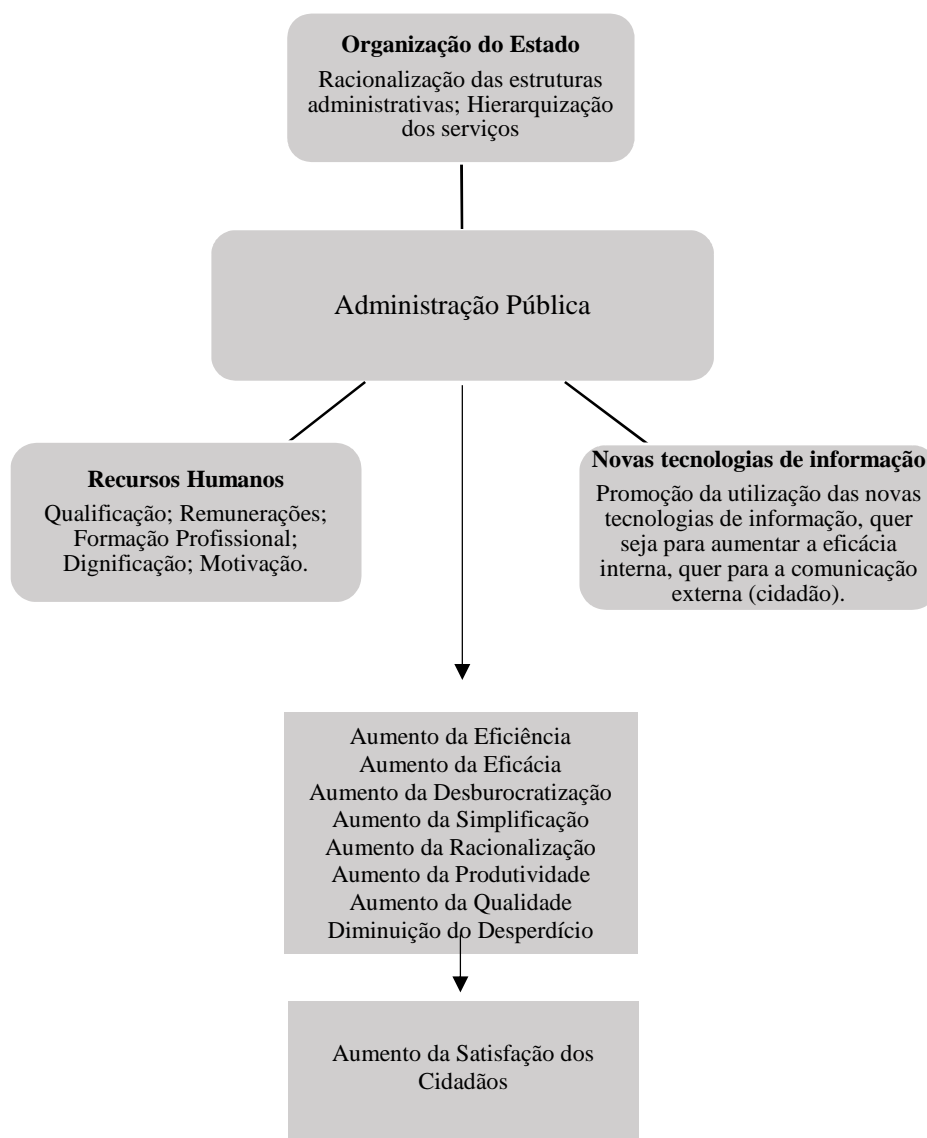 Organização do Estado
Racionalização das estruturas
administrativas; Hierarquização
dos serviços
Administração Pública
Recursos Humanos
Qualificação; Remunerações;
Formação Profissional;
Dignificação; Motivação.
Novas tecnologias de informação
Promoção da utilização das novas
tecnologias de informação, quer
seja para aumentar a eficácia
interna, quer para a comunicação
externa (cidadão).
Aumento da Eficiência
Aumento da Eficácia
Aumento da Desburocratização
Aumento da Simplificação
Aumento da Racionalização
Aumento da Produtividade
Aumento da Qualidade
Diminuição do Desperdício
Aumento da Satisfação dos
Cidadãos